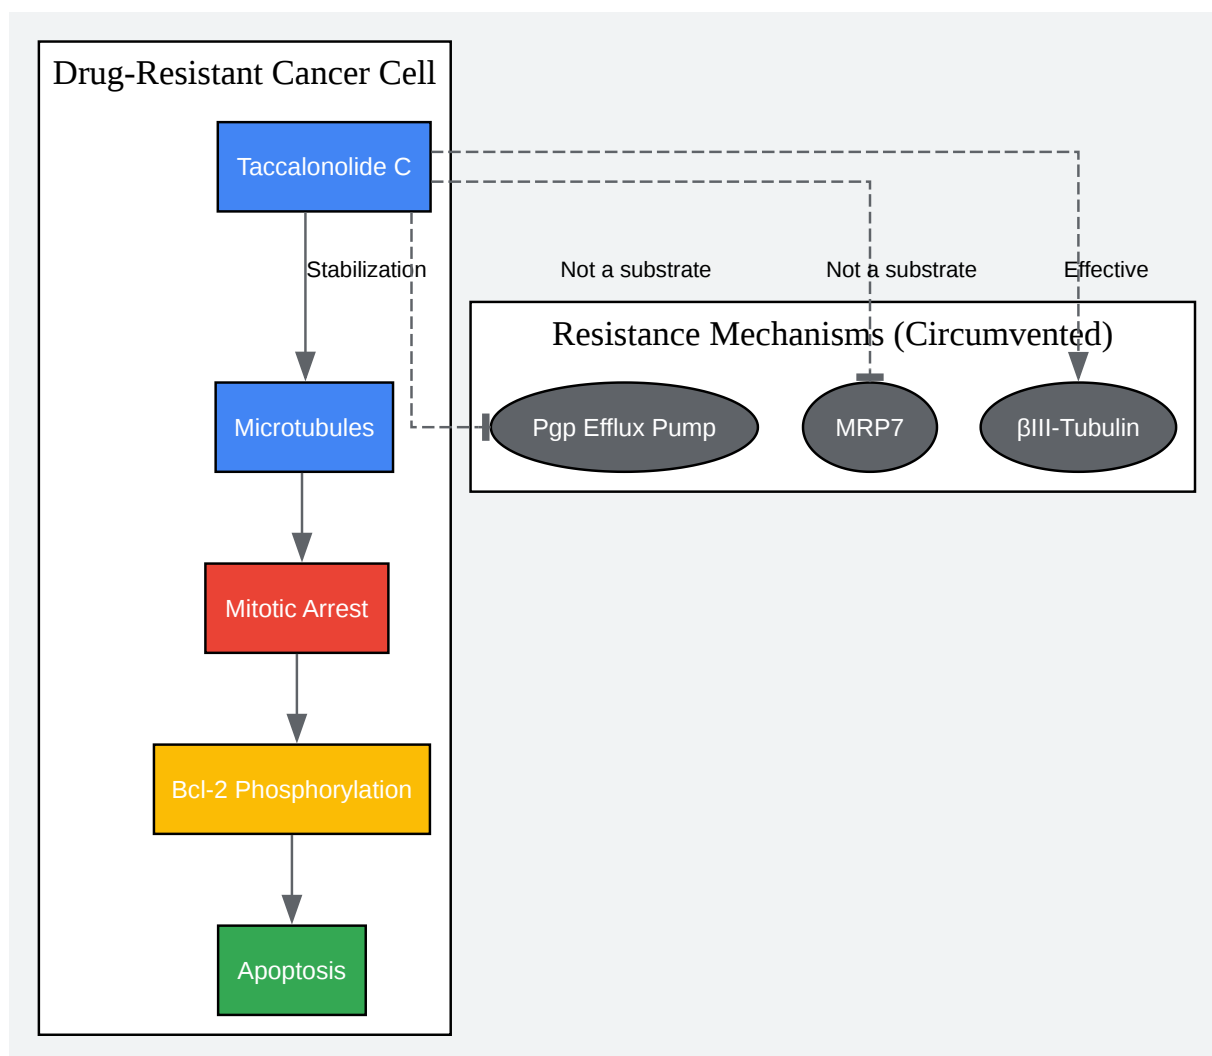 Drug-Resistant Cancer Cell
Taccalonolide C
Stabilization
Not a substrate
Not a substrate
Effective
Resistance Mechanisms (Circumvented)
Microtubules
Pgp Efflux Pump
MRP7
βIII-Tubulin
Mitotic Arrest
Bcl-2 Phosphorylation
Apoptosis